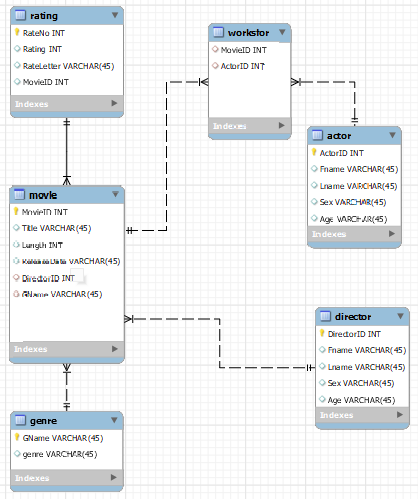 rating
RateNo INT
Rating INT
RateLetter VARCHAR(45)
MovieID INT
Indexes
worksfor
MovieID INT
ActorID INT
Indexes
actor
ActorID INT
Fname VARCHAR(45)
Lname VARCHAR(45)
Sex VARCHAR(45)
Age VARCHAR(45)
Indexes
movie
MovieID INT
Title VARCHAR(45)
Length INT
ReleaseDate VARCHAR(45)
DirectorID INT
GName VARCHAR(45)
Indexes
director
DirectorID INT
Fname VARCHAR(45)
Lname VARCHAR(45)
Sex VARCHAR(45)
Age VARCHAR(45)
Indexes
genre
GName VARCHAR(45)
genre VARCHAR(45)
Indexes